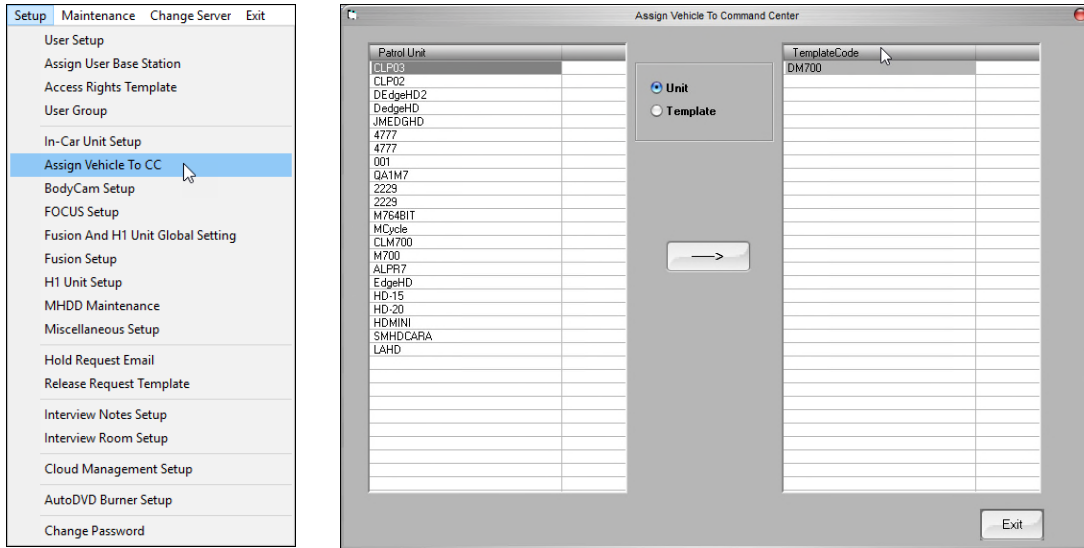 Setup Maintenance Change Server Exit
User Setup
Assign User Base Station
Access Rights Template
User Group
In-Car Unit Setup
Assign Vehicle To CC
BodyCam Setup
FOCUS Setup
Fusion And H1 Unit Global Setting
Fusion Setup
H1 Unit Setup
MHDD Maintenance
Miscellaneous Setup
Hold Request Email
Release Request Template
Interview Notes Setup
Interview Room Setup
Cloud Management Setup
AutoDVD Burner Setup
Change Password
Assign Vehicle To Command Center
Patrol Unit
CLP03
CLP02
DEdgeHD2
DedgeHD
JMEDGHD
4777
4777
001
QA1M7
2229
2229
M764BIT
MCycle
CLM700
M700
ALPR7
EdgeHD
HD-15
HD-20
HDMINI
SMHDCARA
LAHD
Unit
Template
--->
TemplateCode
DM700
Exit